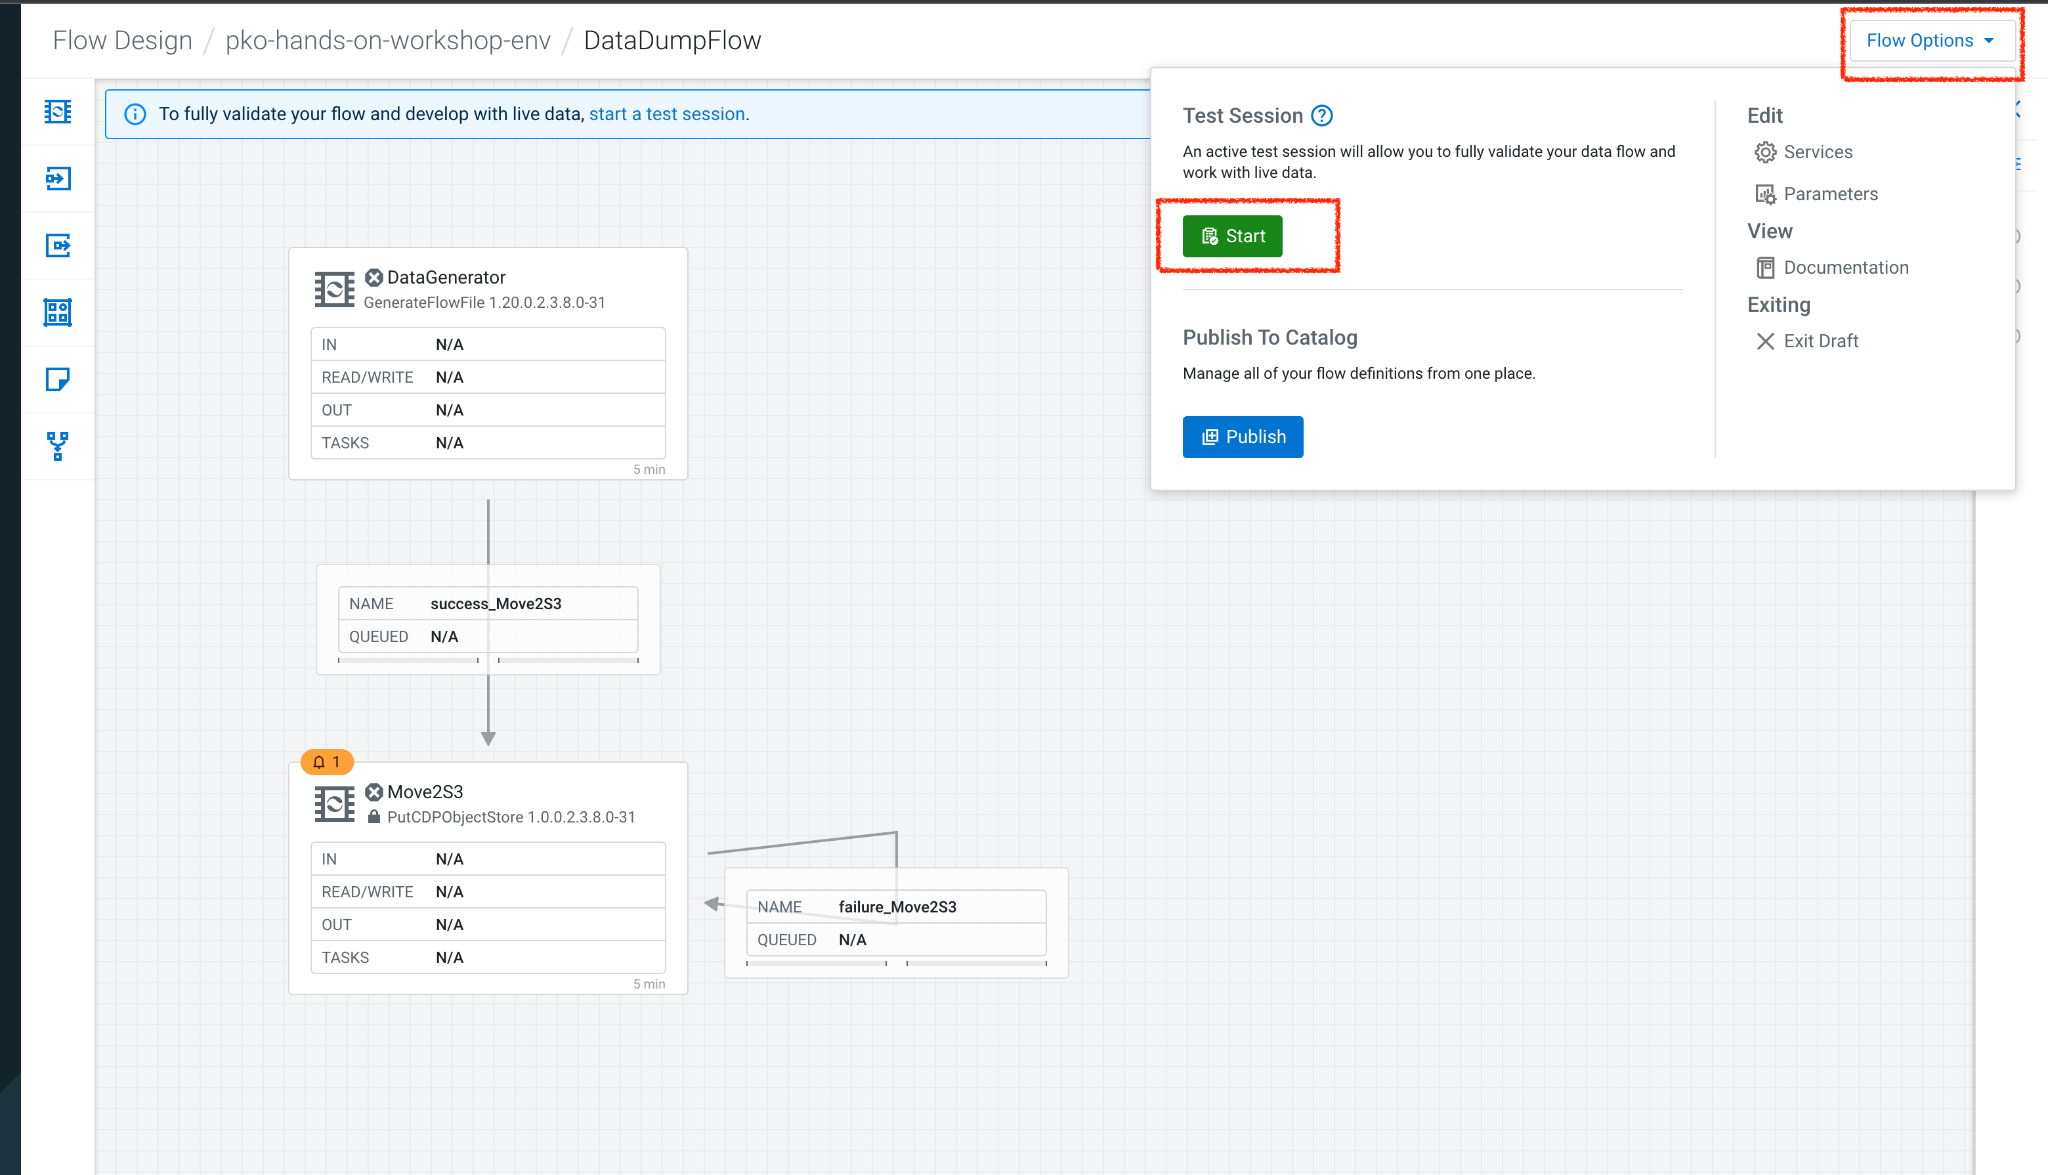 Flow Design / pko-hands-on-workshop-env / DataDumpFlow
Flow Options
To fully validate your flow and develop with live data, start a test session.
Test Session
An active test session will allow you to fully validate your data flow and
work with live data.
Start
Publish To Catalog
Manage all of your flow definitions from one place.
Publish
Edit
Services
Parameters
View
Documentation
Exiting
Exit Draft
DataGenerator
GenerateFlowFile 1.20.0.2.3.8.0-31
IN N/A
READ/WRITE N/A
OUT N/A
TASKS N/A
5 min
NAME success_Move2S3
QUEUED N/A
1
Move2S3
PutCDPObjectStore 1.0.0.2.3.8.0-31
IN N/A
READ/WRITE N/A
OUT N/A
TASKS N/A
5 min
NAME failure_Move2S3
QUEUED N/A